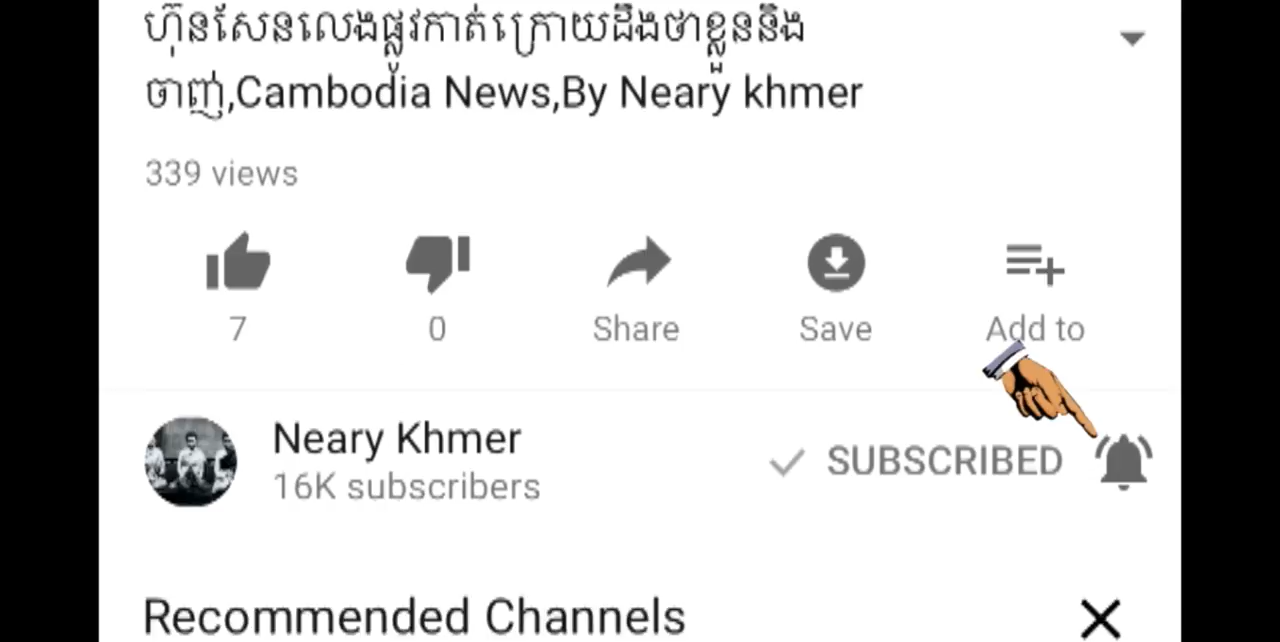 ហ៊ុនសែនលេងផ្លូវកាត់ក្រោយដឹងថាខ្លួននឹង
ចាញ់,Cambodia News,By Neary khmer
339 views
7
0
Share
Save
Add to
Neary Khmer
SUBSCRIBED
16K subscribers
Recommended Channels